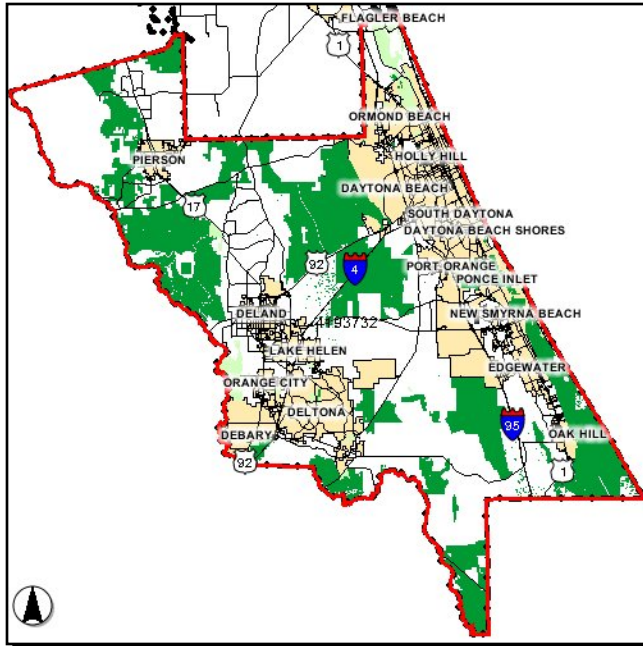 FLAGLER BEACH
1
ORMOND BEACH
HOLLY HILL
PIERSON
DAYTONA BEACH
17
SOUTH DAYTONA
DAYTONA BEACH SHORES
92
4
PORT ORANGE
PONCE INLET
DELAND
4193732
NEW SMYRNA BEACH
LAKE HELEN
EDGEWATER
ORANGE CITY
DELTONA
95
DEBARY
OAK HILL
92
1